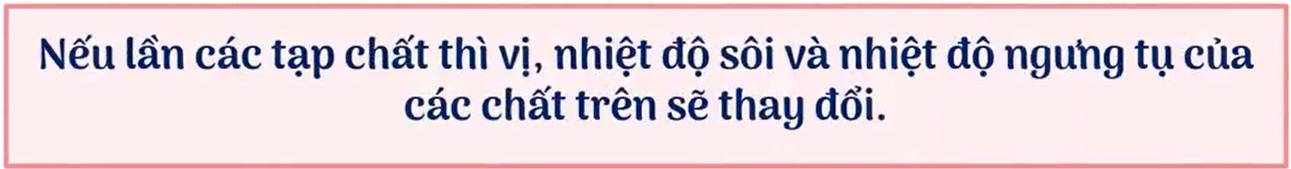 Nếu lần các tạp chất thì vị, nhiệt độ sôi và nhiệt độ ngưng tụ của
các chất trên sẽ thay đổi.